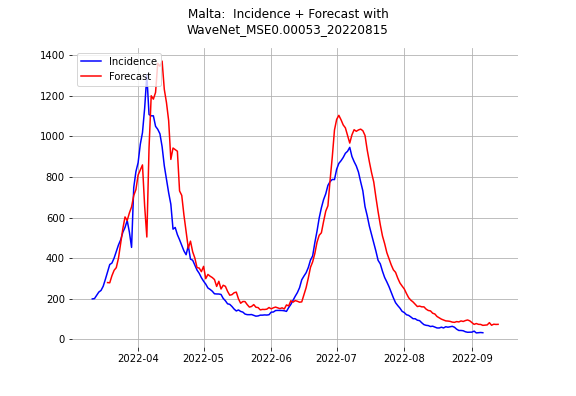 Malta:  Incidence + Forecast with
WaveNet_MSE0.00053_20220815
Incidence
Forecast
1400
1200
1000
800
600
400
200
0
2022-04 2022-05 2022-06 2022-07 2022-08 2022-09